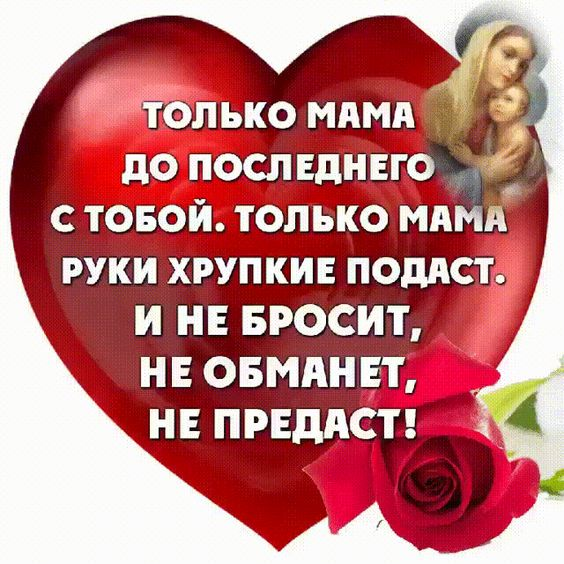 ТОЛЬКО МАМА
ДО ПОСЛЕДНЕГО
С ТОБОЙ. ТОЛЬКО МАМА
РУКИ ХРУПКИЕ ПОДАСТ.
И НЕ БРОСИТ,
НЕ ОБМАНЕТ,
НЕ ПРЕДАСТ!